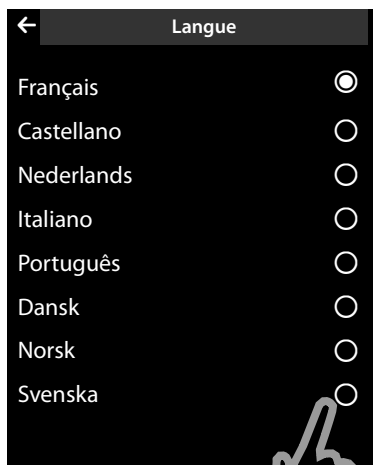 Langue
Français
Castellano
Nederlands
Italiano
Português
Dansk
Norsk
Svenska